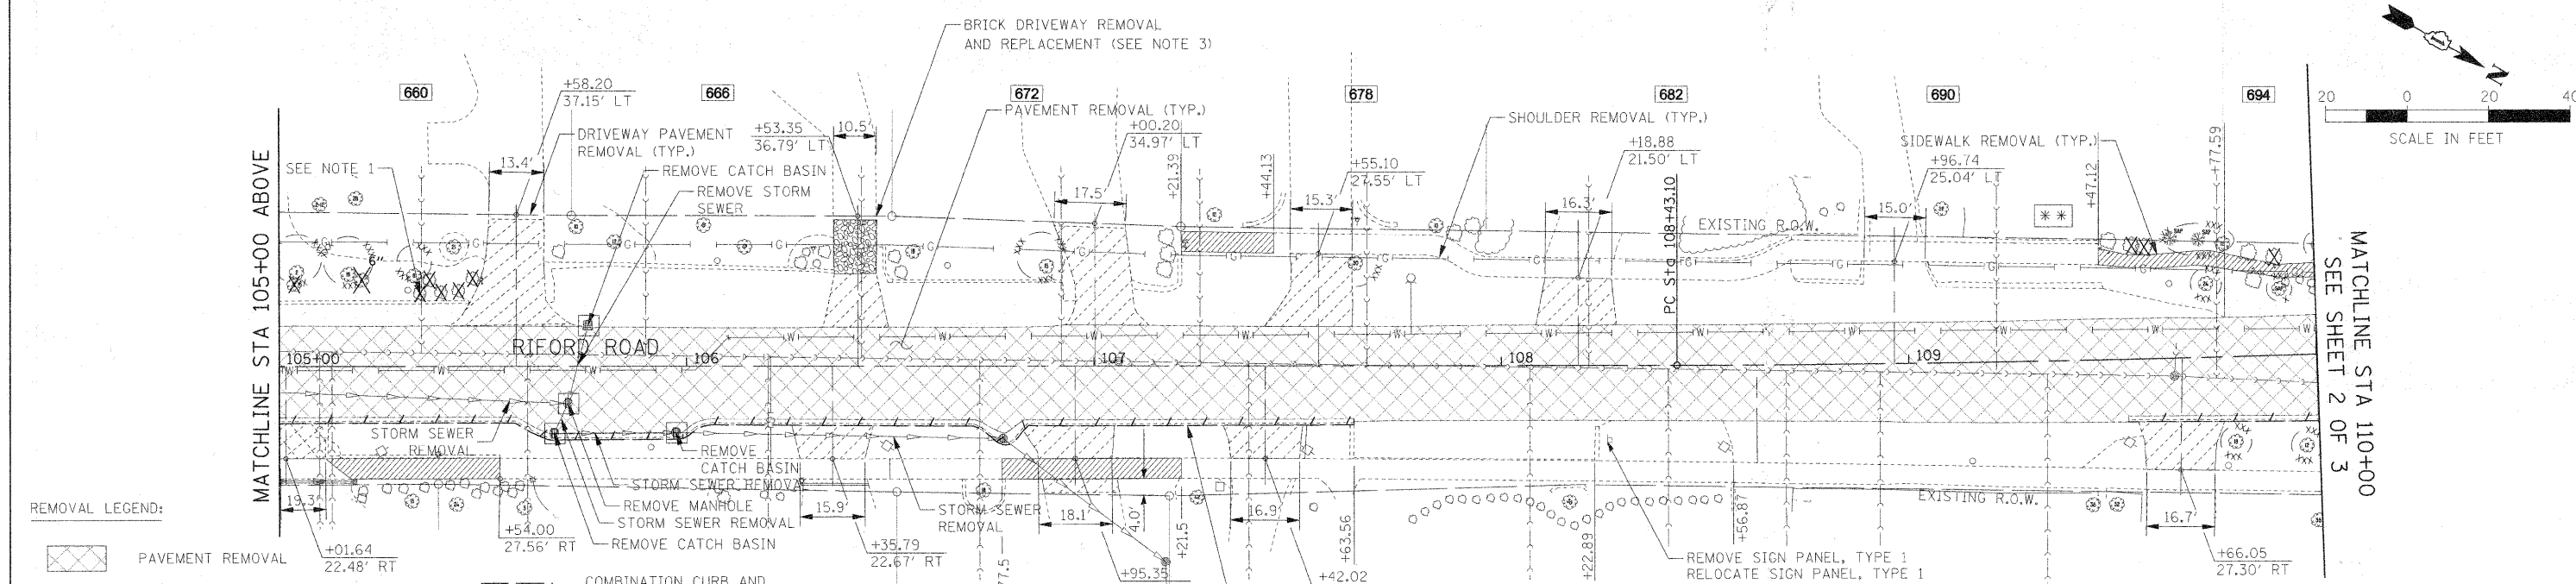 BRICK DRIVEWAY REMOVAL
AND REPLACEMENT (SEE NOTE 3)
660
666
672
678
682
690
694
N
20 0 20 40
SCALE IN FEET
+58.20
37.15' LT
DRIVEWAY PAVEMENT
REMOVAL (TYP.)
+53.35
36.79' LT
10.5'
PAVEMENT REMOVAL (TYP.)
+00.20
34.97' LT
SHOULDER REMOVAL (TYP.)
+18.88
21.50' LT
SIDEWALK REMOVAL (TYP.)
+96.74
25.04' LT
+77.59
+47.12
SEE NOTE 1
13.4'
REMOVE CATCH BASIN
REMOVE STORM
SEWER
17.5'
+21.39
+44.13
+55.10
27.55' LT
15.3'
16.3'
PC Sta 108+43.10
15.0'
EXISTING R.O.W.
* *
6"
MATCHLINE STA 105+00 ABOVE
MATCHLINE STA 110+00
SEE SHEET 2 OF 3
RIFORD ROAD
105+00
106
107
108
109
STORM SEWER
REMOVAL
REMOVE
CATCH BASIN
STORM SEWER REMOVAL
REMOVE MANHOLE
STORM SEWER REMOVAL
REMOVE CATCH BASIN
STORM SEWER
REMOVAL
19.3'
+01.64
22.48' RT
+54.00
27.56' RT
15.9'
+35.79
22.67' RT
18.1'
4.0'
+21.5
16.9'
+63.56
+95.35
+42.02
+22.89
+56.87
REMOVE SIGN PANEL, TYPE 1
RELOCATE SIGN PANEL, TYPE 1
EXISTING R.O.W.
16.7'
+66.05
27.30' RT
REMOVAL LEGEND:
PAVEMENT REMOVAL
COMBINATION CURB AND